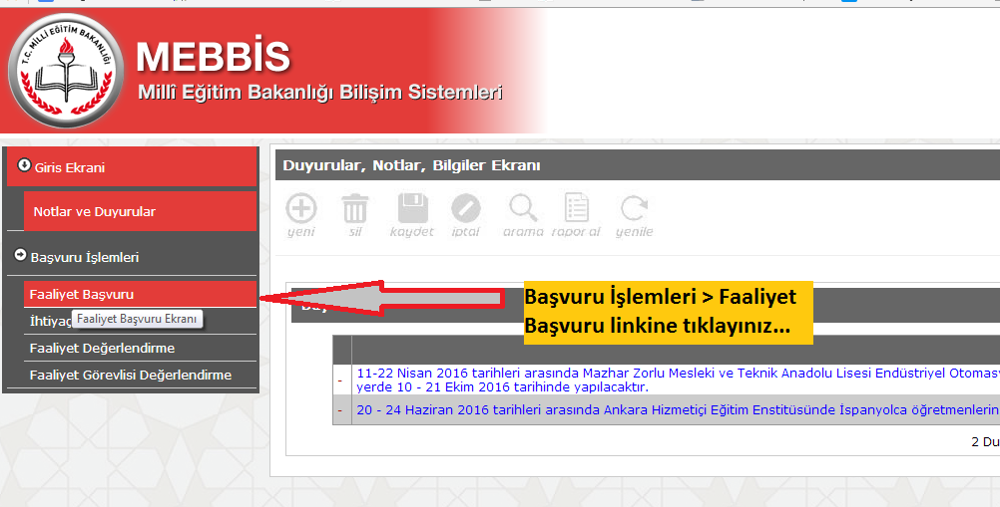 T.C. MİLLÎ EĞİTİM BAKANLIĞI
MEBBİS
Millî Eğitim Bakanlığı Bilişim Sistemleri
Giris Ekrani
Notlar ve Duyurular
Başvuru İşlemleri
Faaliyet Başvuru
Faaliyet Başvuru Ekranı
Faaliyet Değerlendirme
Faaliyet Görevlisi Değerlendirme
Duyurular, Notlar, Bilgiler Ekranı
yeni sil kaydet iptal arama rapor al yenile
Başvuru İşlemleri > Faaliyet
Başvuru linkine tıklayınız...
- 11-22 Nisan 2016 tarihleri arasında Mazhar Zorlu Mesleki ve Teknik Anadolu Lisesi Endüstriyel Otomasy
yerde 10 - 21 Ekim 2016 tarihinde yapılacaktır.
- 20 - 24 Haziran 2016 tarihleri arasında Ankara Hizmetiçi Eğitim Enstitüsünde İspanyolca öğretmenlerin
2 Du